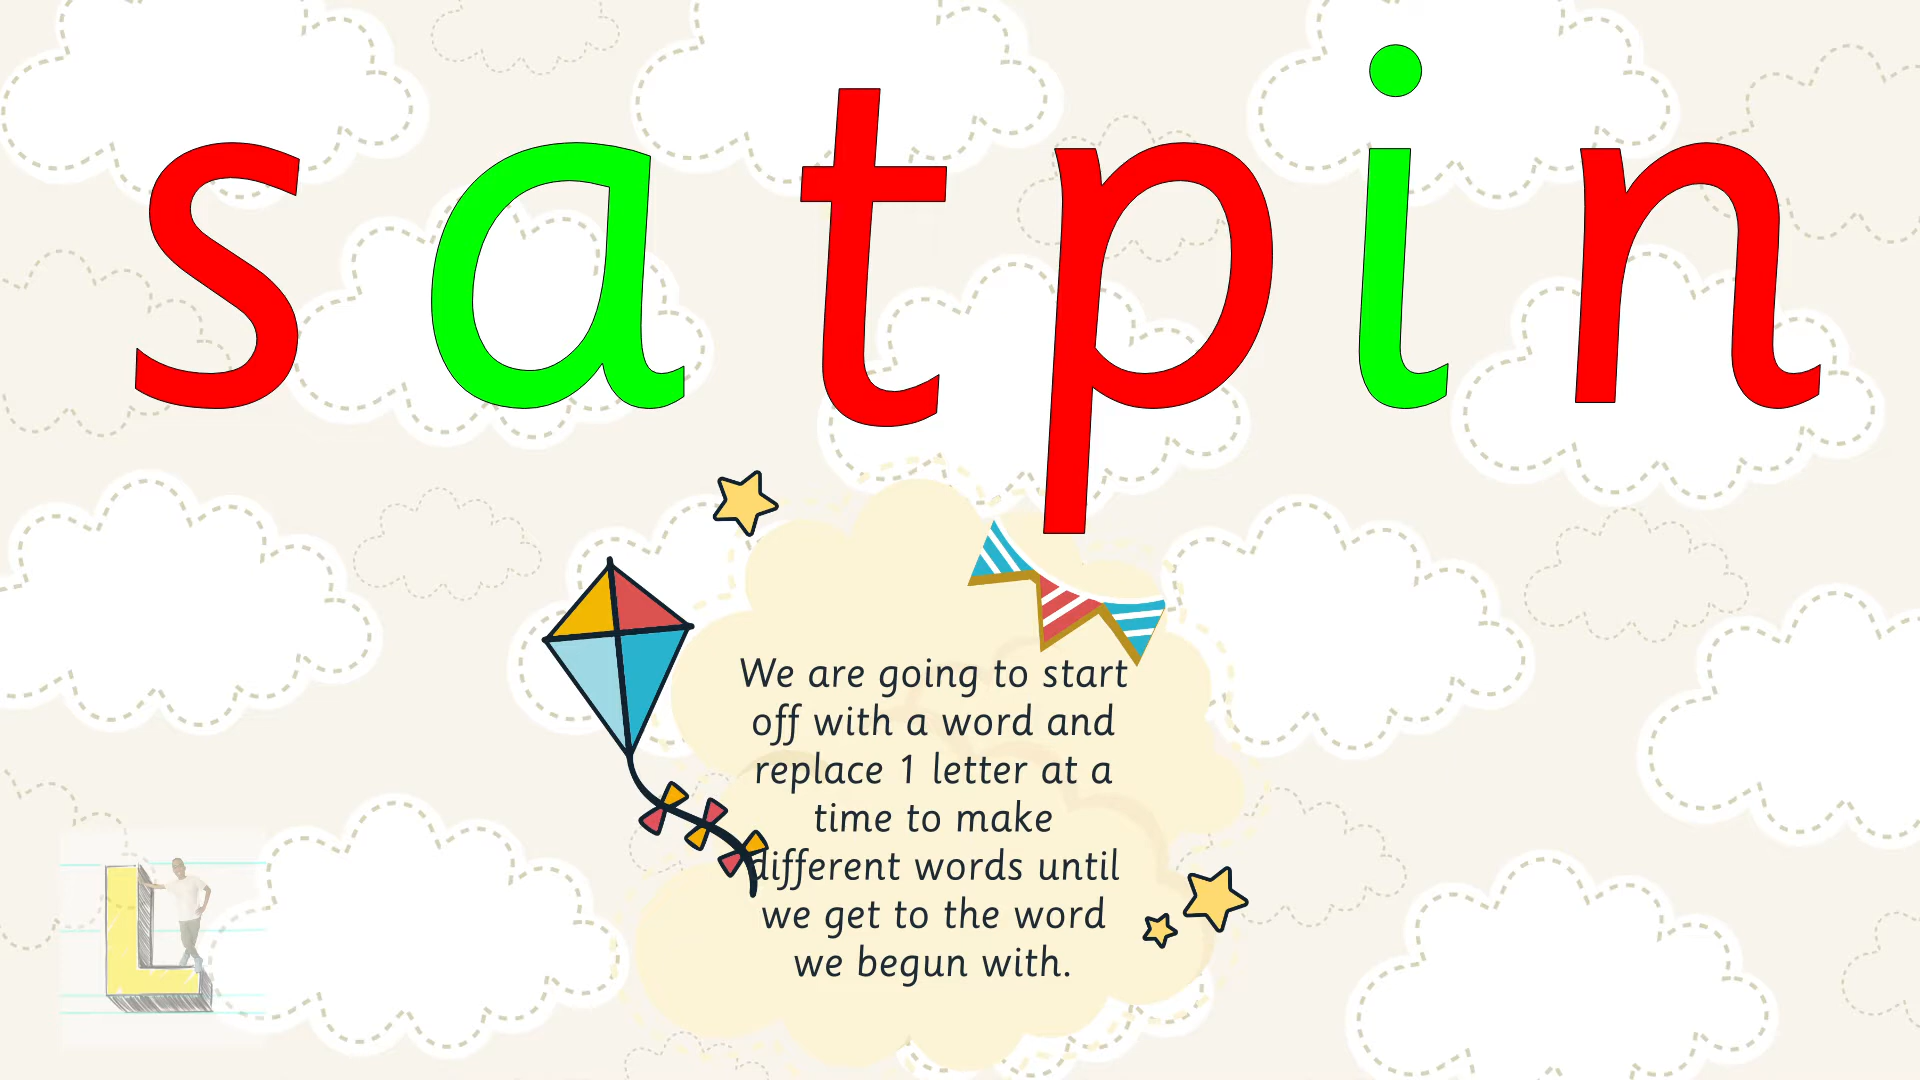 satpin
We are going to start
off with a word and
replace 1 letter at a
time to make
different words until
we get to the word
we begun with.
L